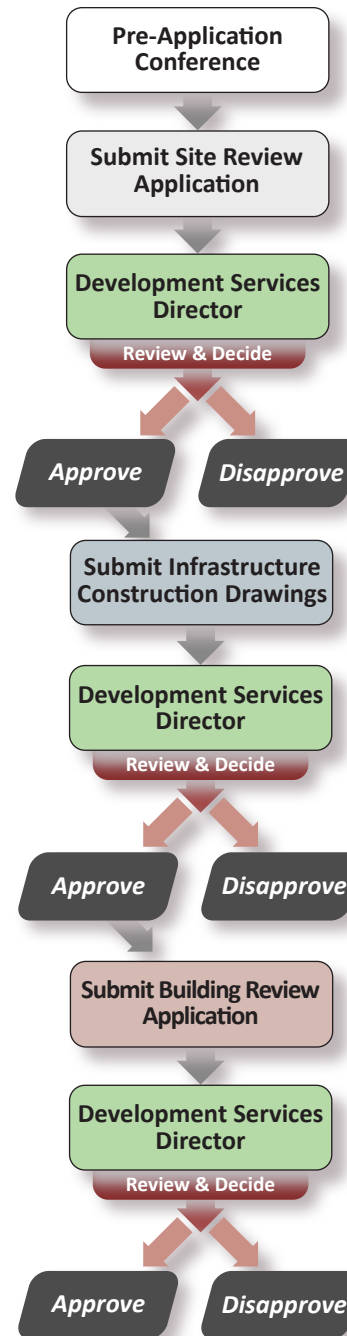 Pre-Application
Conference
Submit Site Review
Application
Development Services
Director
Review & Decide
Approve
Disapprove
Submit Infrastructure
Construction Drawings
Development Services
Director
Review & Decide
Approve
Disapprove
Submit Building Review
Application
Development Services
Director
Review & Decide
Approve
Disapprove